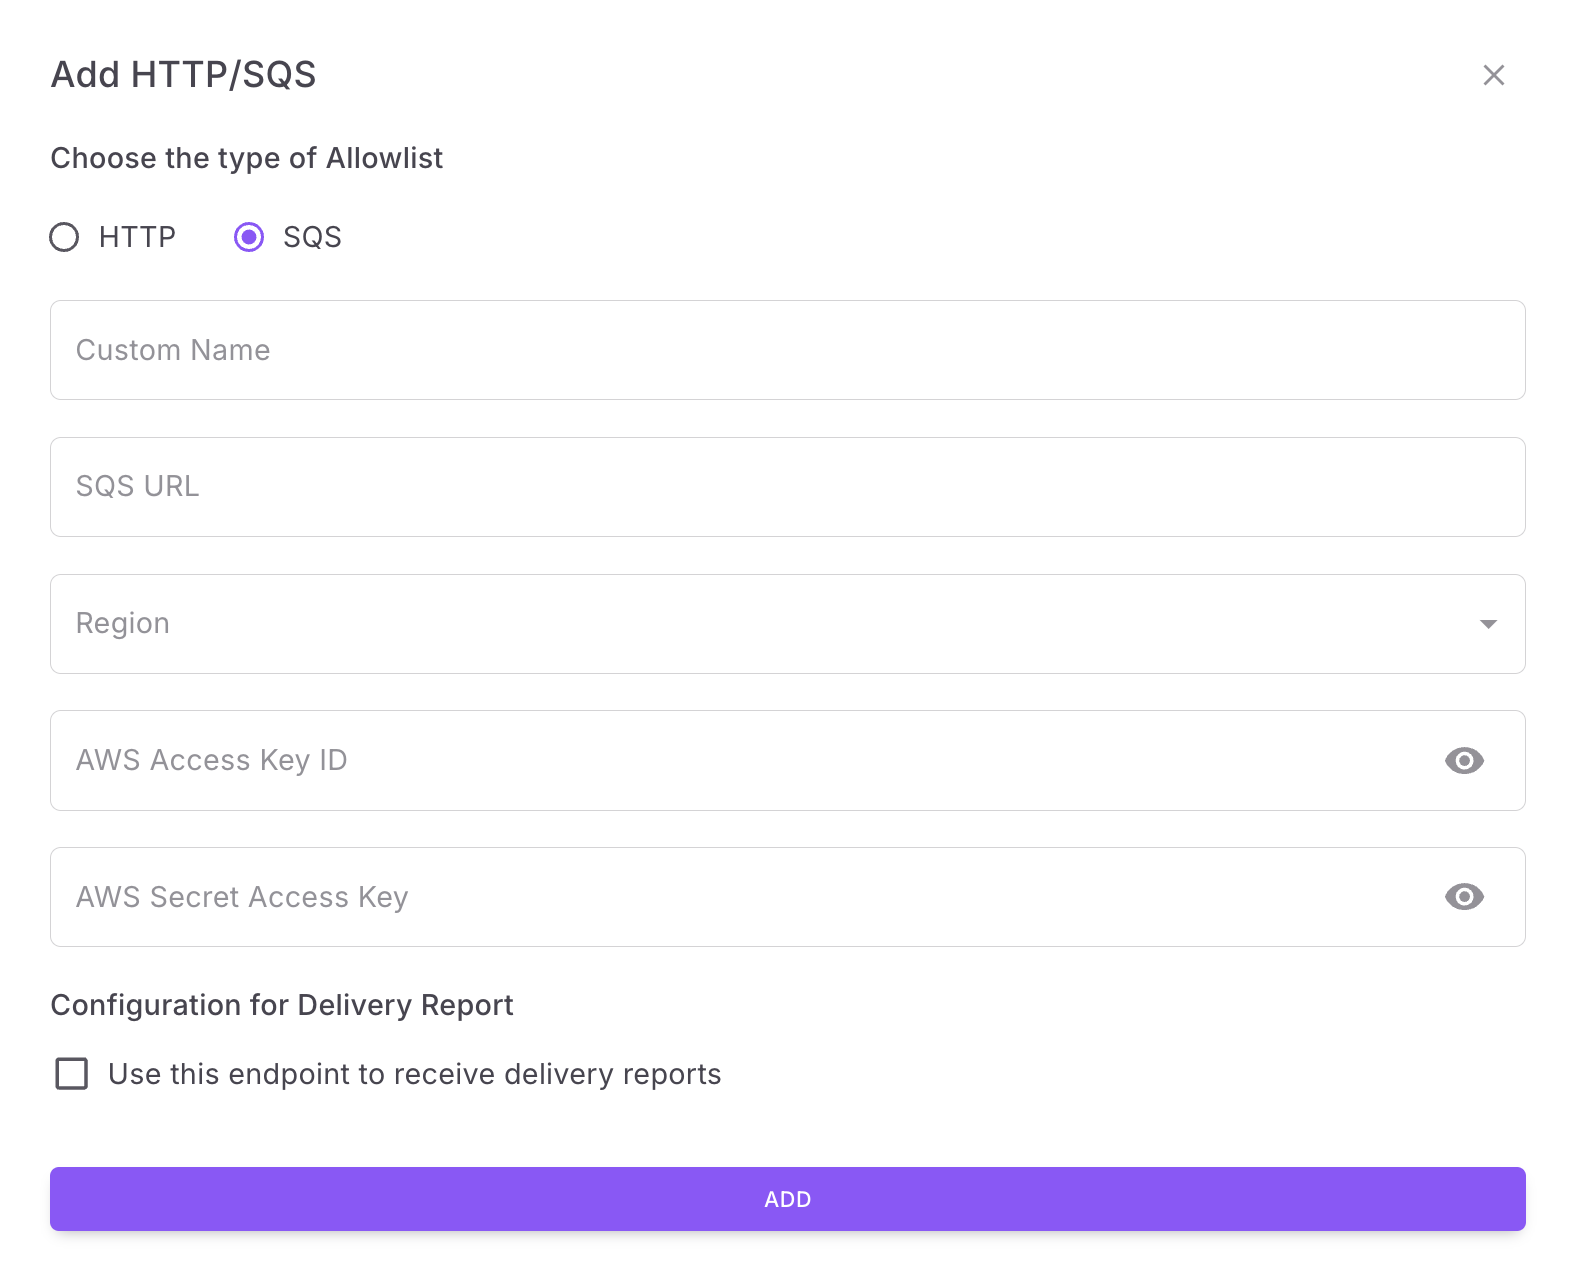 Add HTTP/SQS
Choose the type of Allowlist
HTTP SQS
Custom Name
SQS URL
Region
AWS Access Key ID
AWS Secret Access Key
Configuration for Delivery Report
Use this endpoint to receive delivery reports
ADD